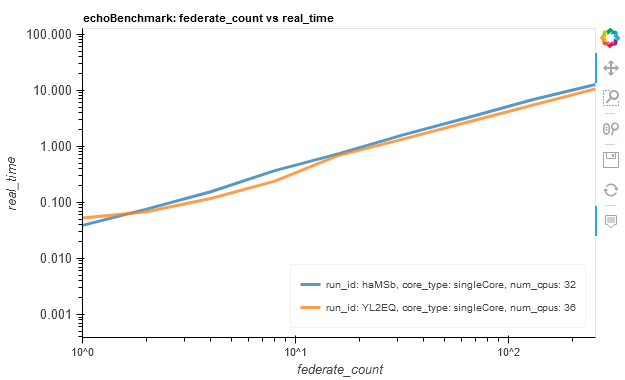 echoBenchmark: federate_count vs real_time
100.000
10.000
1.000
0.100
0.010
0.001
real_time
run_id: haMSb, core_type: singleCore, num_cpus: 32
run_id: YL2EQ, core_type: singleCore, num_cpus: 36
10^0
10^1
10^2
federate_count